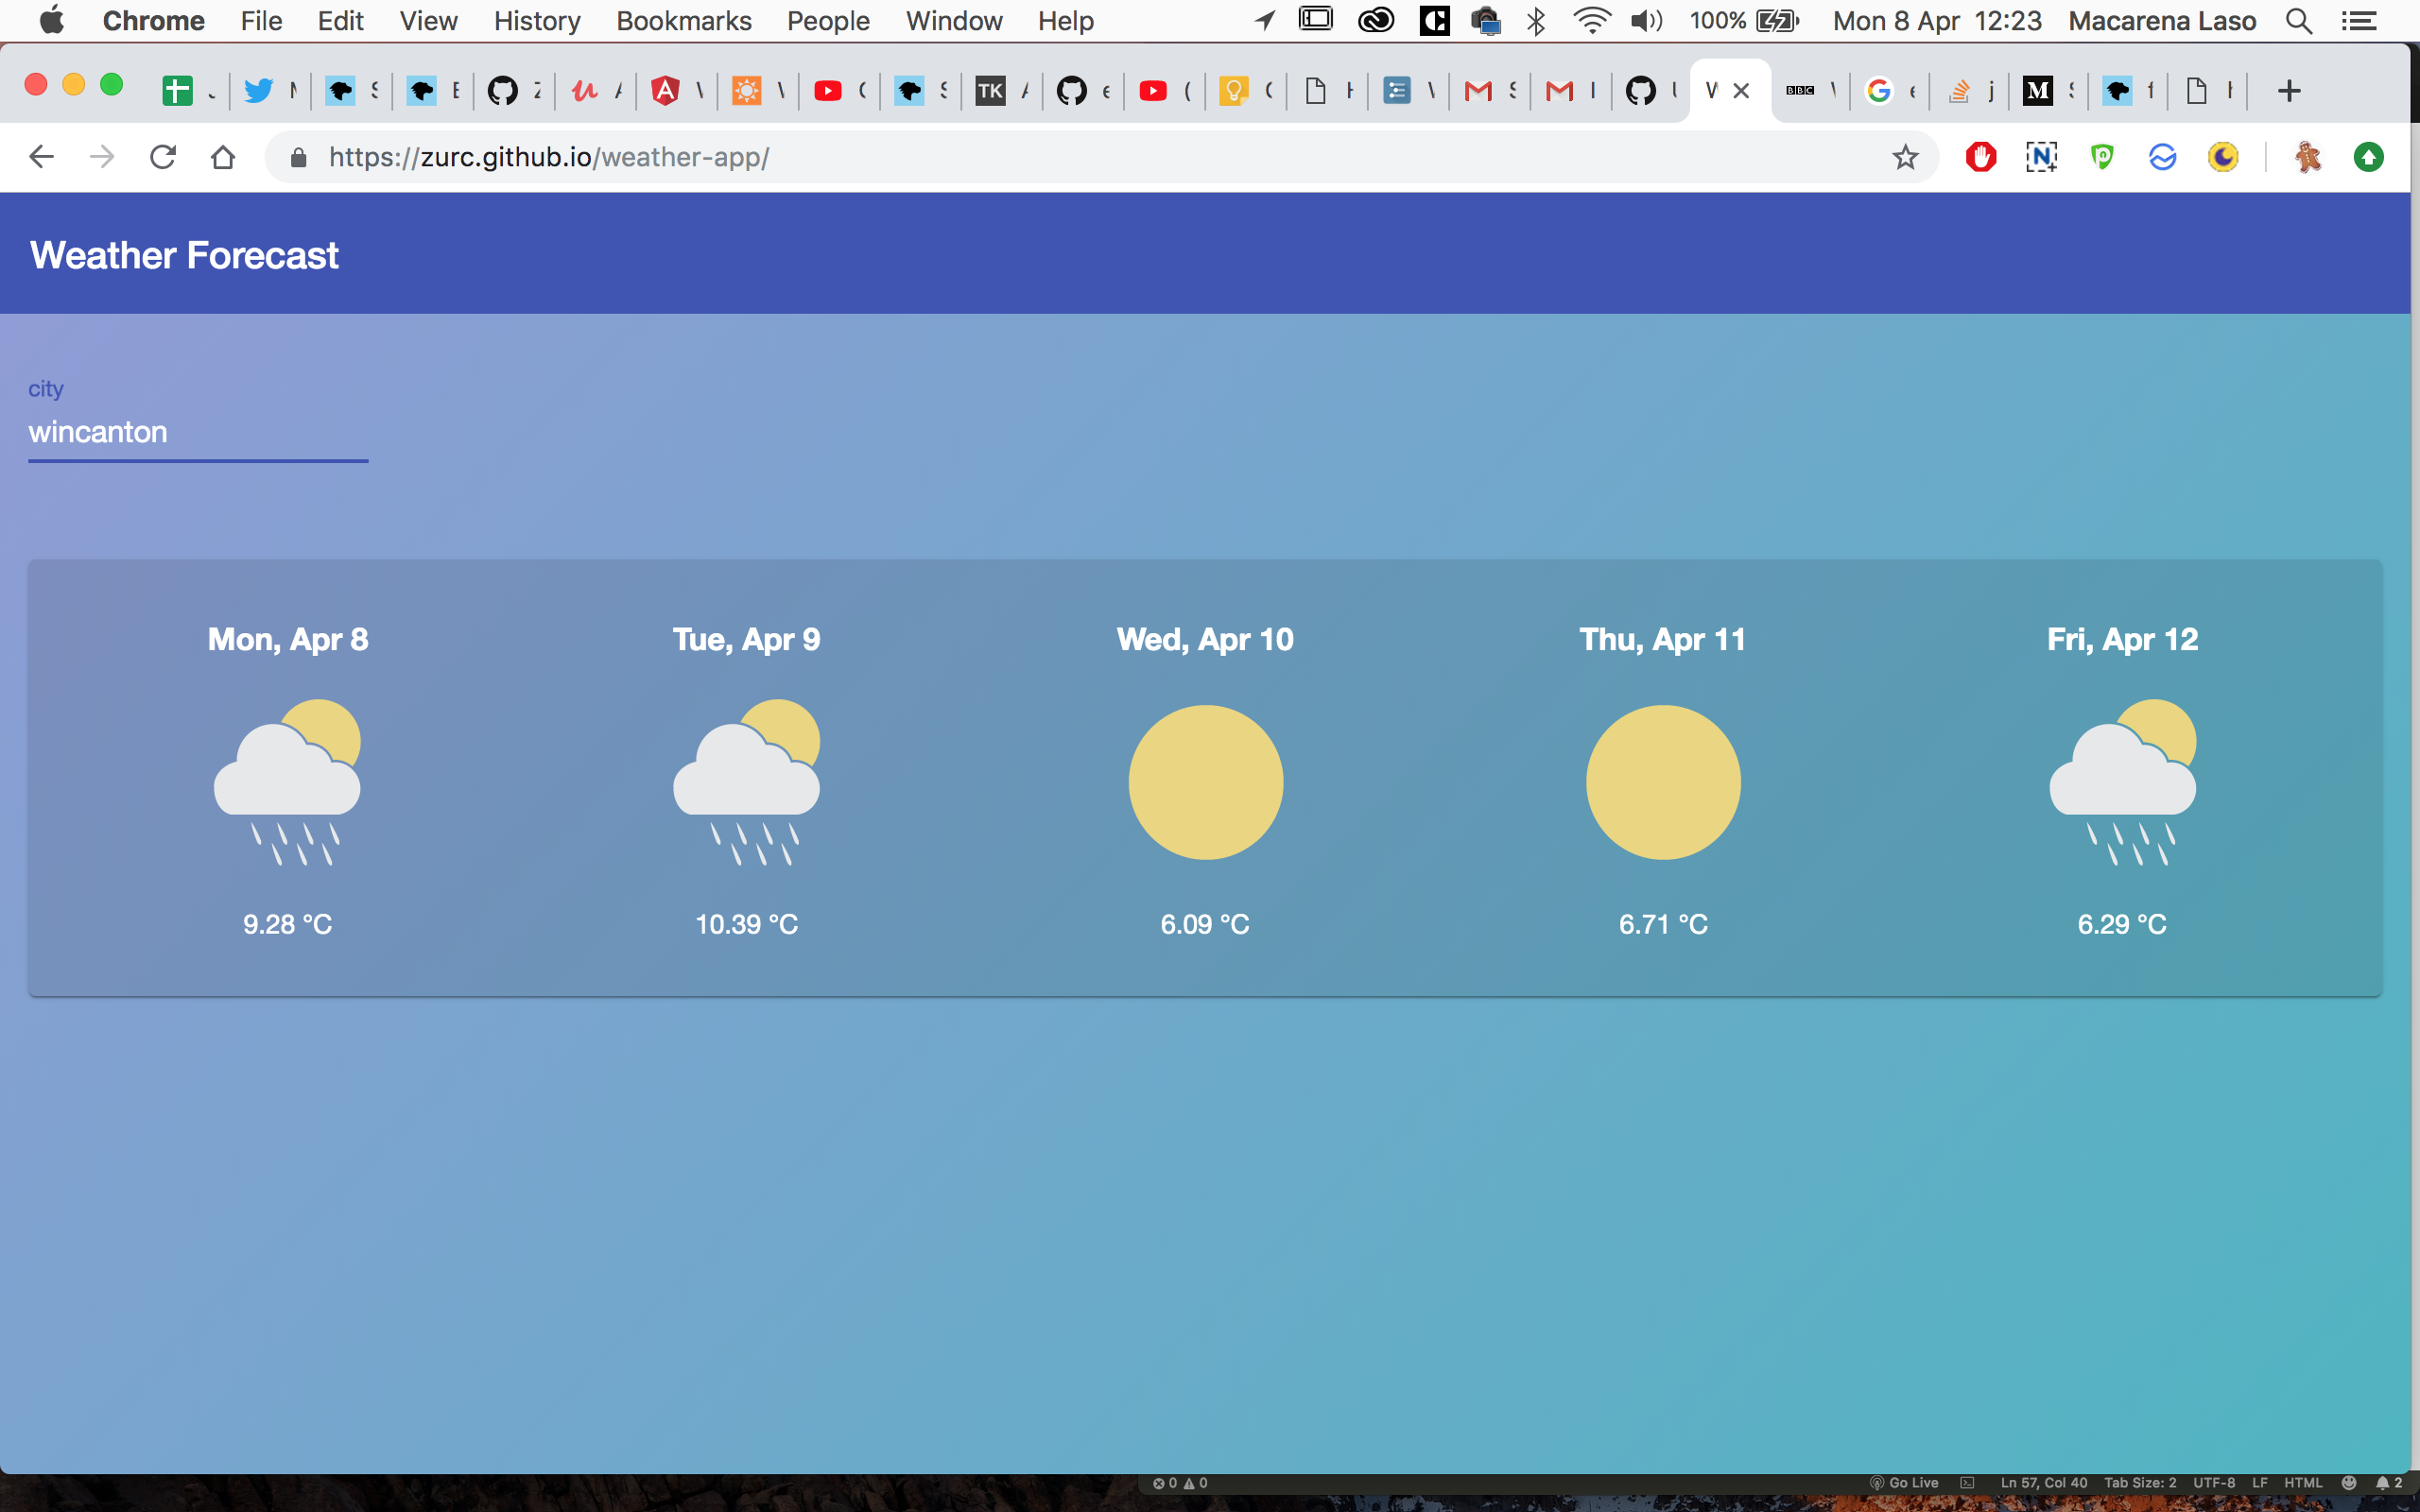 Chrome File Edit View History Bookmarks People Window Help 100% Mon 8 Apr 12:23 Macarena Laso
TK BBC M
https://zurc.github.io/weather-app/
Weather Forecast
city
wincanton
Mon, Apr 8 Tue, Apr 9 Wed, Apr 10 Thu, Apr 11 Fri, Apr 12
9.28 °C 10.39 °C 6.09 °C 6.71 °C 6.29 °C
0 0 Go Live Ln 57, Col 40 Tab Size: 2 UTF-8 LF HTML 2